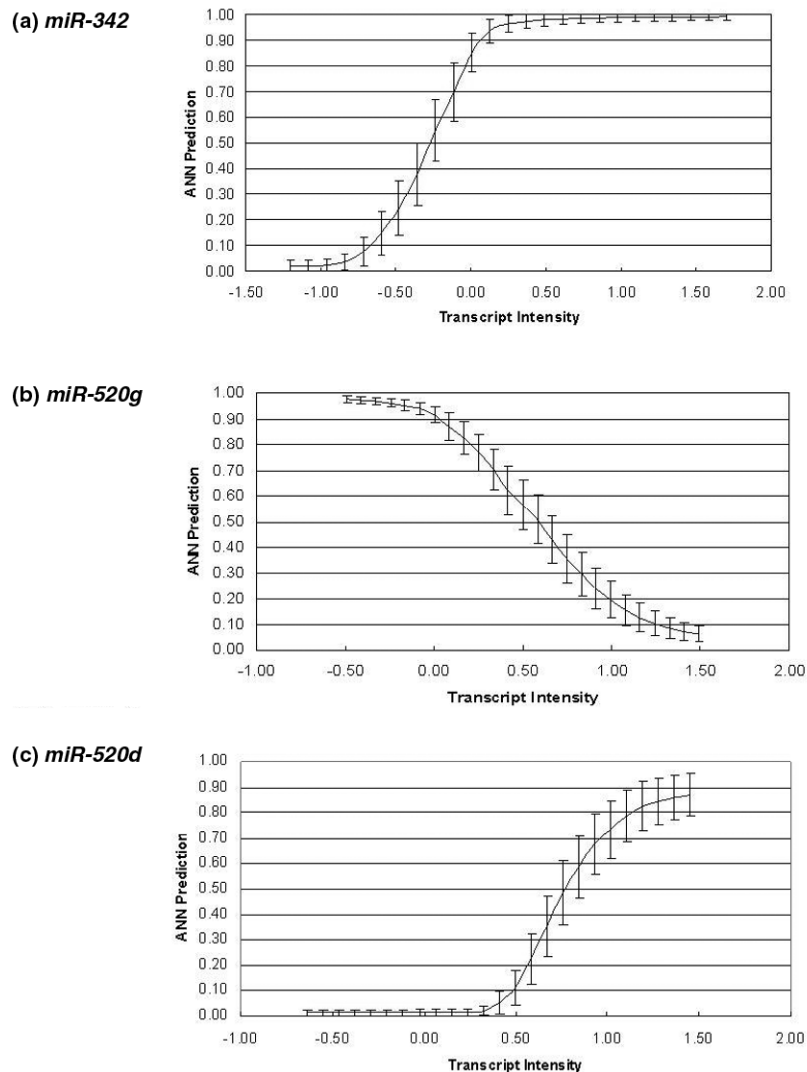 (a) miR-342
1.00
0.90
0.80
0.70
0.60
0.50
0.40
0.30
0.20
0.10
0.00
ANN Prediction
-1.50 -1.00 -0.50 0.00 0.50 1.00 1.50 2.00
Transcript Intensity
(b) miR-520g
1.00
0.90
0.80
0.70
0.60
0.50
0.40
0.30
0.20
0.10
0.00
ANN Prediction
-1.00 -0.50 0.00 0.50 1.00 1.50 2.00
Transcript Intensity
(c) miR-520d
1.00
0.90
0.80
0.70
0.60
0.50
0.40
0.30
0.20
0.10
0.00
ANN Prediction
-1.00 -0.50 0.00 0.50 1.00 1.50 2.00
Transcript Intensity